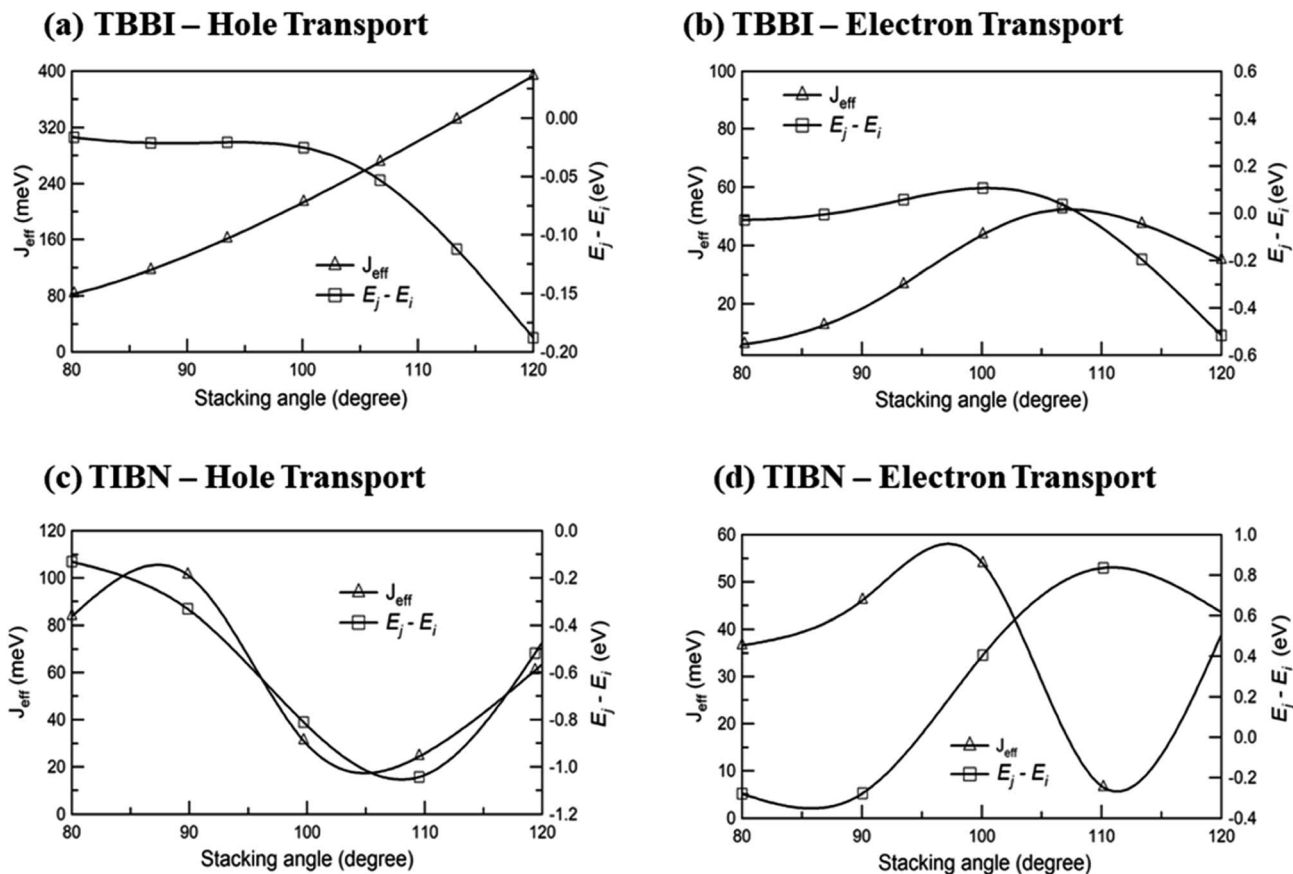 (a) TBBI – Hole Transport
400
320
240
160
80
0
J_eff (meV)
0.00
-0.05
-0.10
-0.15
-0.20
E_j - E_i (eV)
J_eff
E_j - E_i
80 90 100 110 120
Stacking angle (degree)
(b) TBBI – Electron Transport
100
80
60
40
20
J_eff (meV)
0.6
0.4
0.2
0.0
-0.2
-0.4
-0.6
E_j - E_i (eV)
J_eff
E_j - E_i
80 90 100 110 120
Stacking angle (degree)
(c) TIBN – Hole Transport
120
100
80
60
40
20
0
J_eff (meV)
0.0
-0.2
-0.4
-0.6
-0.8
-1.0
-1.2
E_j - E_i (eV)
J_eff
E_j - E_i
80 90 100 110 120
Stacking angle (degree)
(d) TIBN – Electron Transport
60
50
40
30
20
10
5
0
J_eff (meV)
1.0
0.8
0.6
0.4
0.2
0.0
-0.2
-0.4
E_j - E_i (eV)
J_eff
E_j - E_i
80 90 100 110 120
Stacking angle (degree)